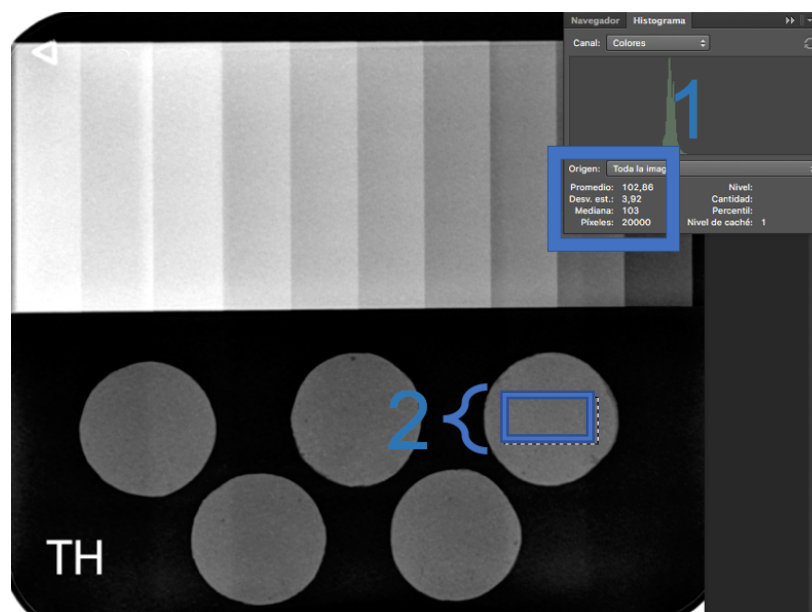 Navegador Histograma
Canal: Colores
1
Origen: Toda la imag
Promedio: 102,86 Nivel:
Desv. est.: 3,92 Cantidad:
Mediana: 103 Percentil:
Píxeles: 20000 Nivel de caché: 1
2
TH